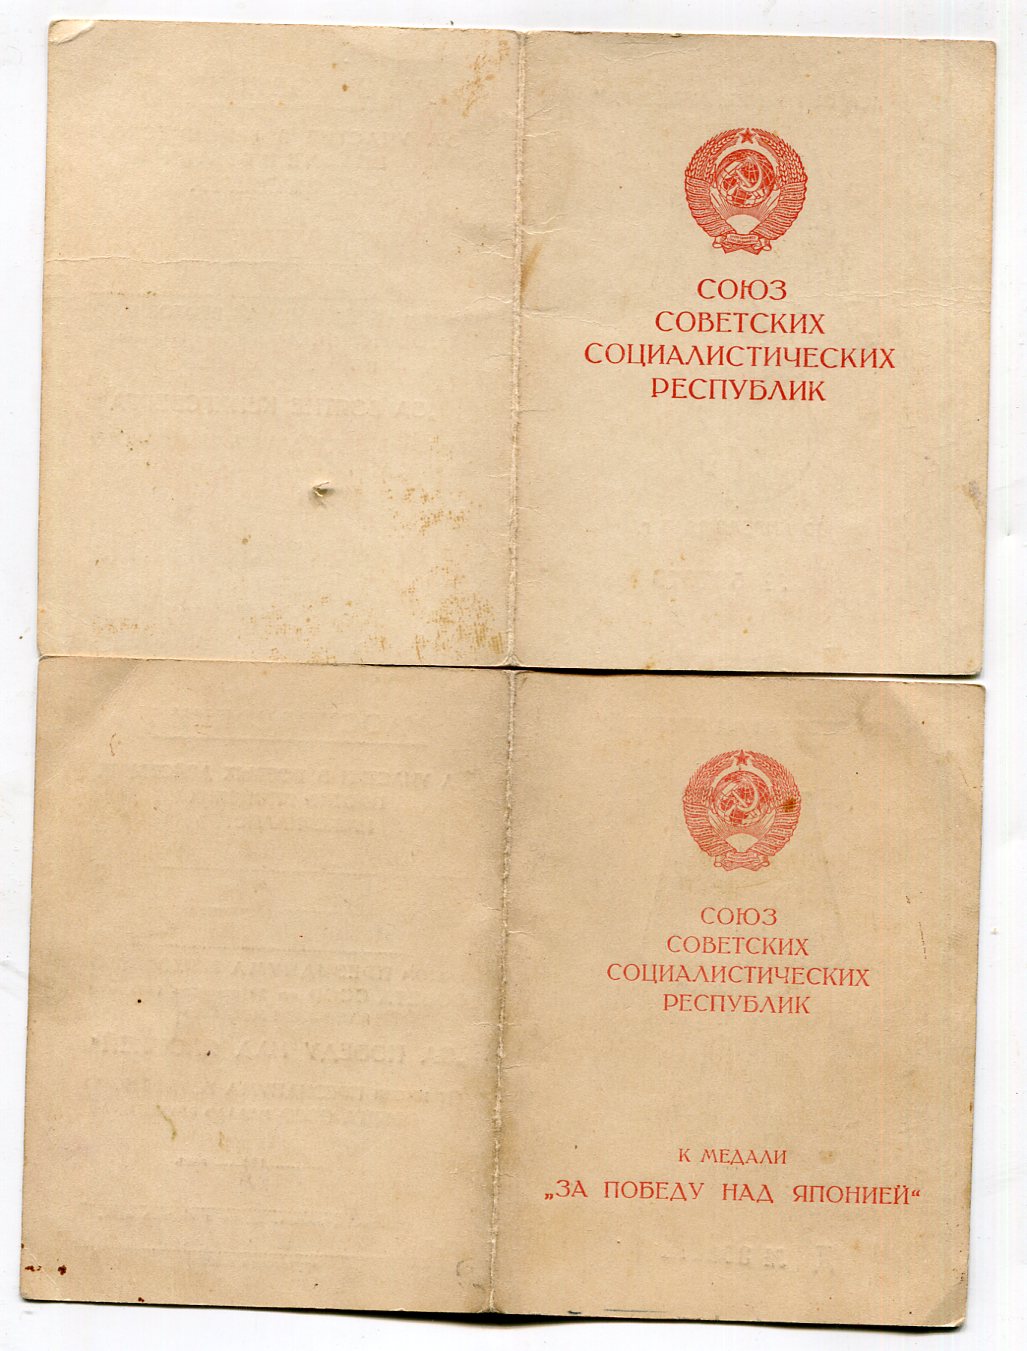 СОЮЗ
СОВЕТСКИХ
СОЦИАЛИСТИЧЕСКИХ
РЕСПУБЛИК
СОЮЗ
СОВЕТСКИХ
СОЦИАЛИСТИЧЕСКИХ
РЕСПУБЛИК
К МЕДАЛИ
„ЗА ПОБЕДУ НАД ЯПОНИЕЙ“